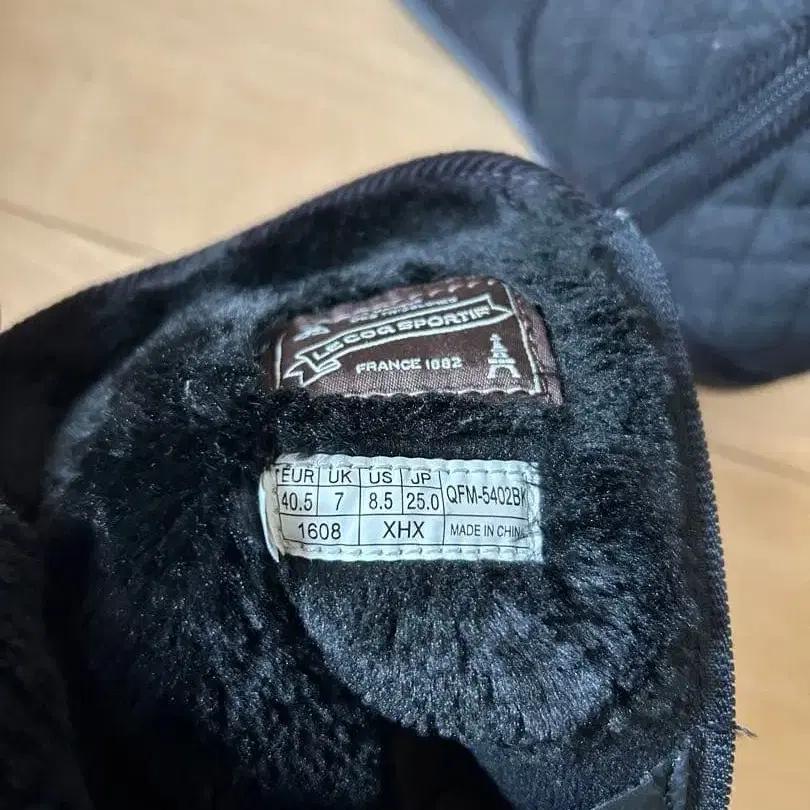 LE COQ SPORTIF
FRANCE 1882
EUR UK US JP
40.5 7 8.5 25.0 QFM-5402BK
1608 XHX MADE IN CHINA